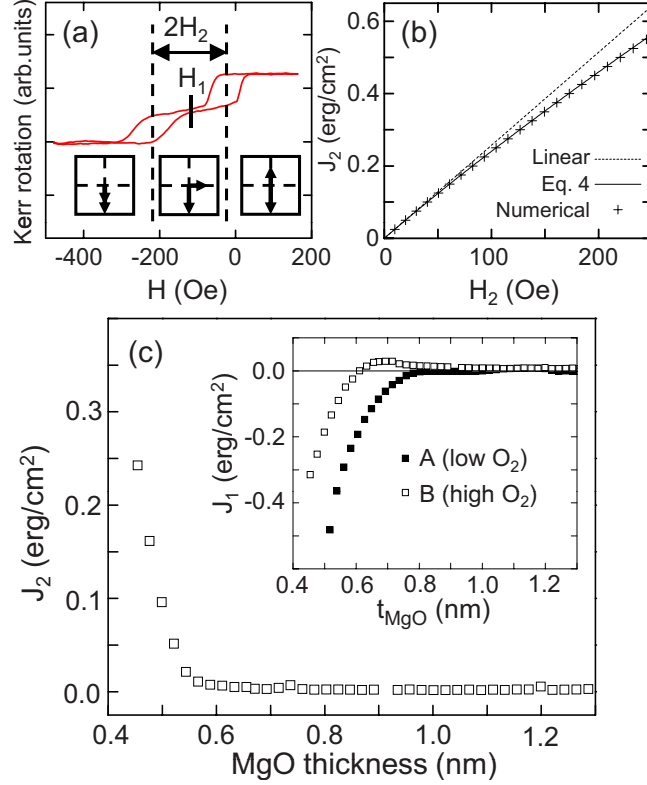 (a)
2H2
H1
Kerr rotation (arb.units)
-400 -200 0
H (Oe)
(b)
0.6
0.4
0.2
0
J2 (erg/cm2)
Linear
Eq. 4
Numerical
0 100 200
H2 (Oe)
(c)
0.3
0.2
0.1
0.0
J2 (erg/cm2)
0.4 0.6 0.8 1.0 1.2
MgO thickness (nm)
0.0
-0.2
-0.4
J1 (erg/cm2)
A (low O2)
B (high O2)
0.4 0.6 0.8 1.0 1.2
tMgO (nm)